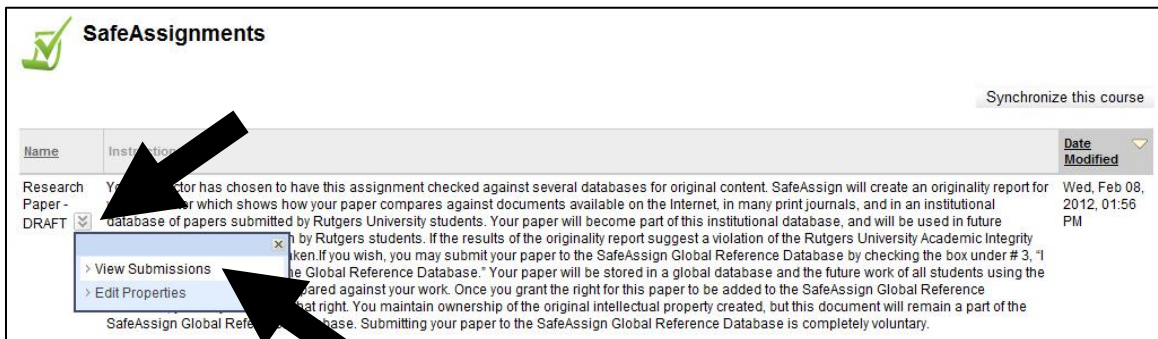 SafeAssignments
Synchronize this course
Name
Date Modified
Research Paper - DRAFT
has chosen to have this assignment checked against several databases for original content. SafeAssign will create an originality report for
which shows how your paper compares against documents available on the Internet, in many print journals, and in an institutional
database of papers submitted by Rutgers University students. Your paper will become part of this institutional database, and will be used in future
by Rutgers students. If the results of the originality report suggest a violation of the Rutgers University Academic Integrity
If you wish, you may submit your paper to the SafeAssign Global Reference Database by checking the box under # 3, "I
Global Reference Database." Your paper will be stored in a global database and the future work of all students using the
against your work. Once you grant the right for this paper to be added to the SafeAssign Global Reference
right. You maintain ownership of the original intellectual property created, but this document will remain a part of the
SafeAssign Global Submitting your paper to the SafeAssign Global Reference Database is completely voluntary.
Wed, Feb 08,
2012, 01:56
PM
> View Submissions
> Edit Properties